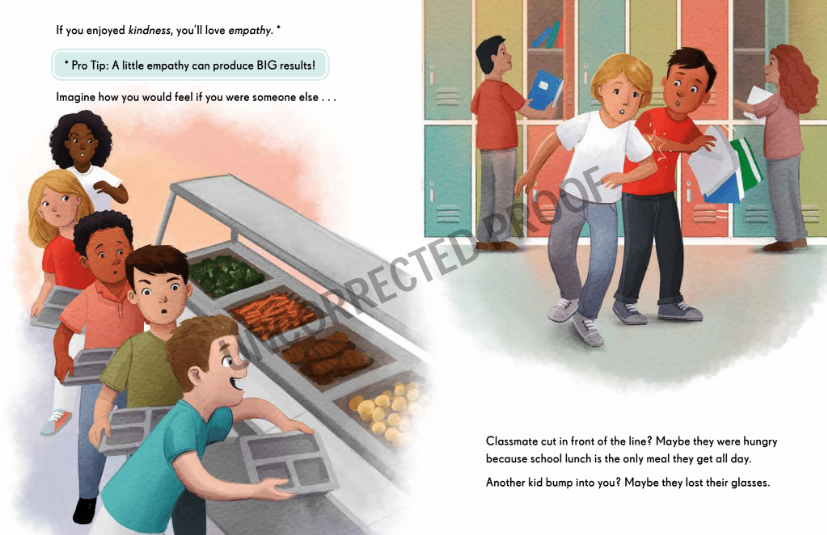 If you enjoyed kindness, you'll love empathy. *
* Pro Tip: A little empathy can produce BIG results!
Imagine how you would feel if you were someone else . . .
UNCORRECTED PROOF
Classmate cut in front of the line? Maybe they were hungry
because school lunch is the only meal they get all day.
Another kid bump into you? Maybe they lost their glasses.